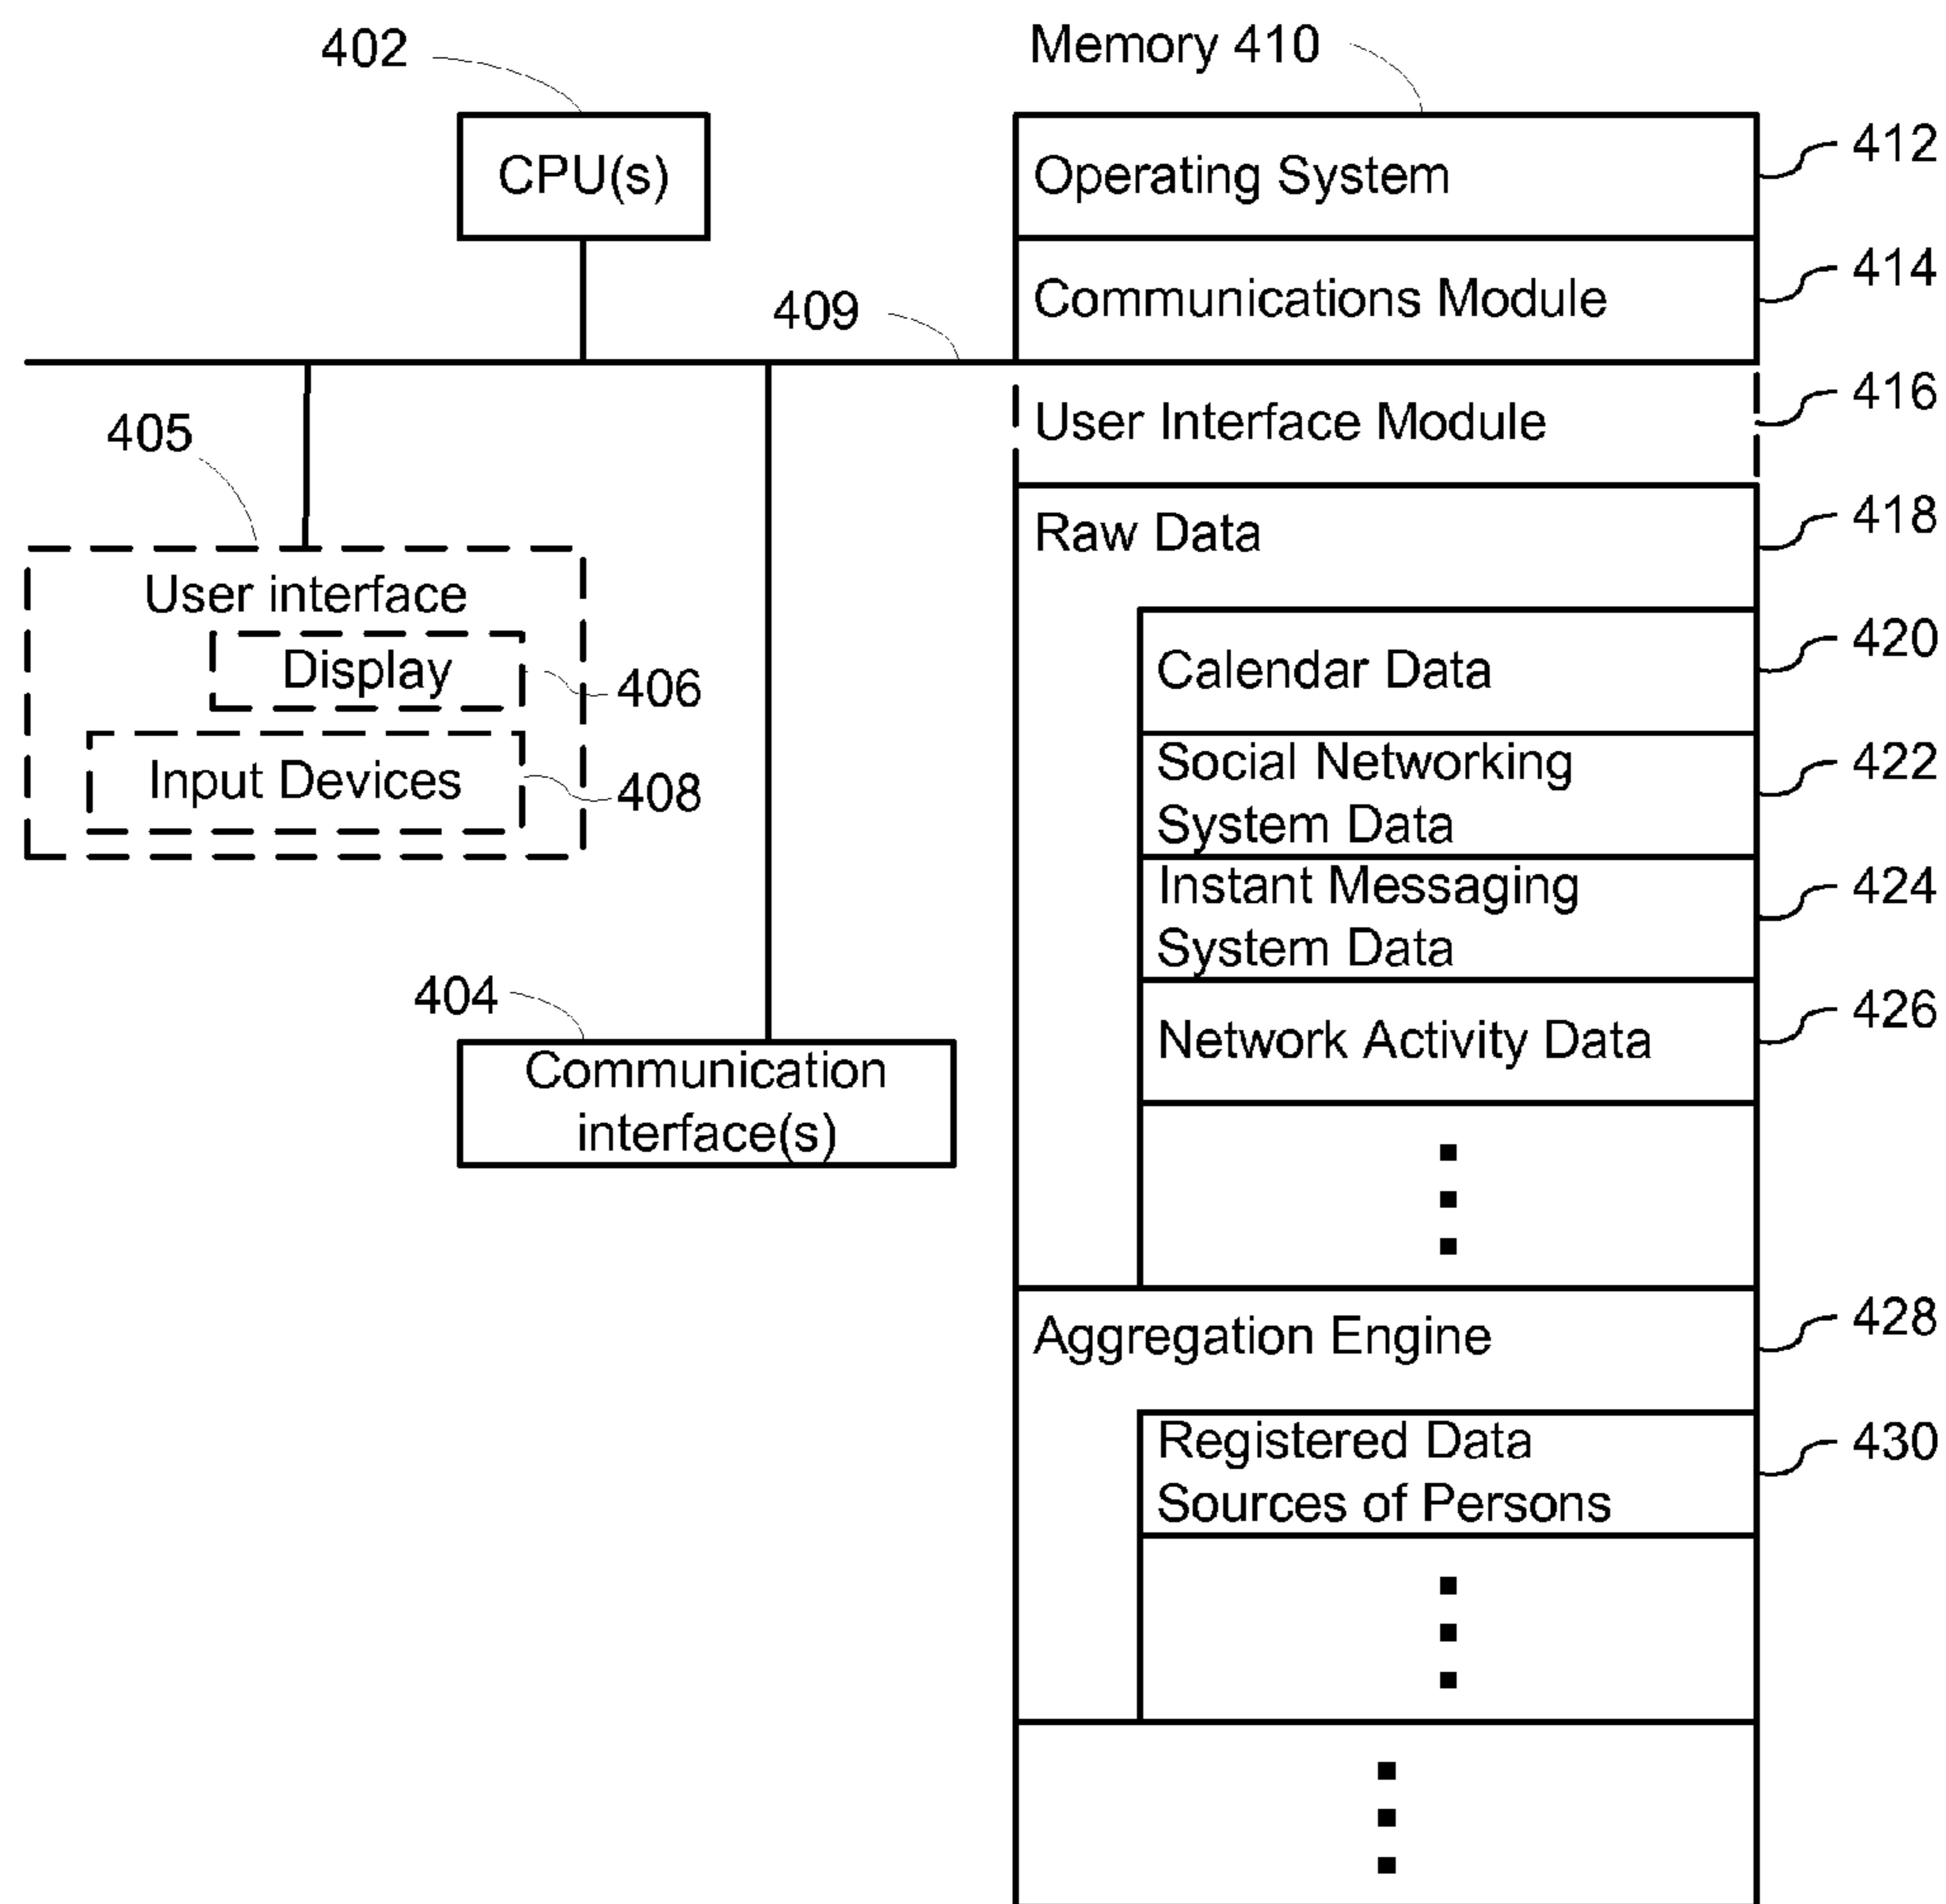 402
Memory 410
CPU(s)
Operating System
412
Communications Module
414
409
User Interface Module
416
405
Raw Data
418
User interface
Display
406
Input Devices
408
Calendar Data
420
Social Networking
System Data
422
Instant Messaging
System Data
424
404
Communication
interface(s)
Network Activity Data
426
Aggregation Engine
428
Registered Data
Sources of Persons
430